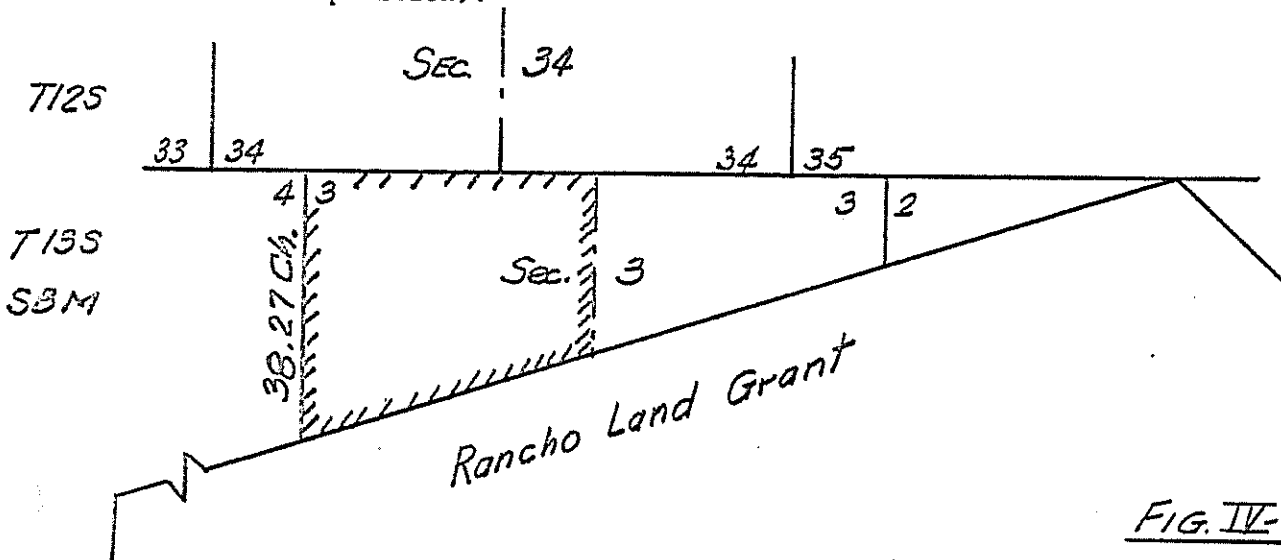 SEC. 34
T12S
33 34
34 35
4 3
3 2
T13S
SBM
38.27 Ch.
Sec. 3
Rancho Land Grant
FIG. IV-